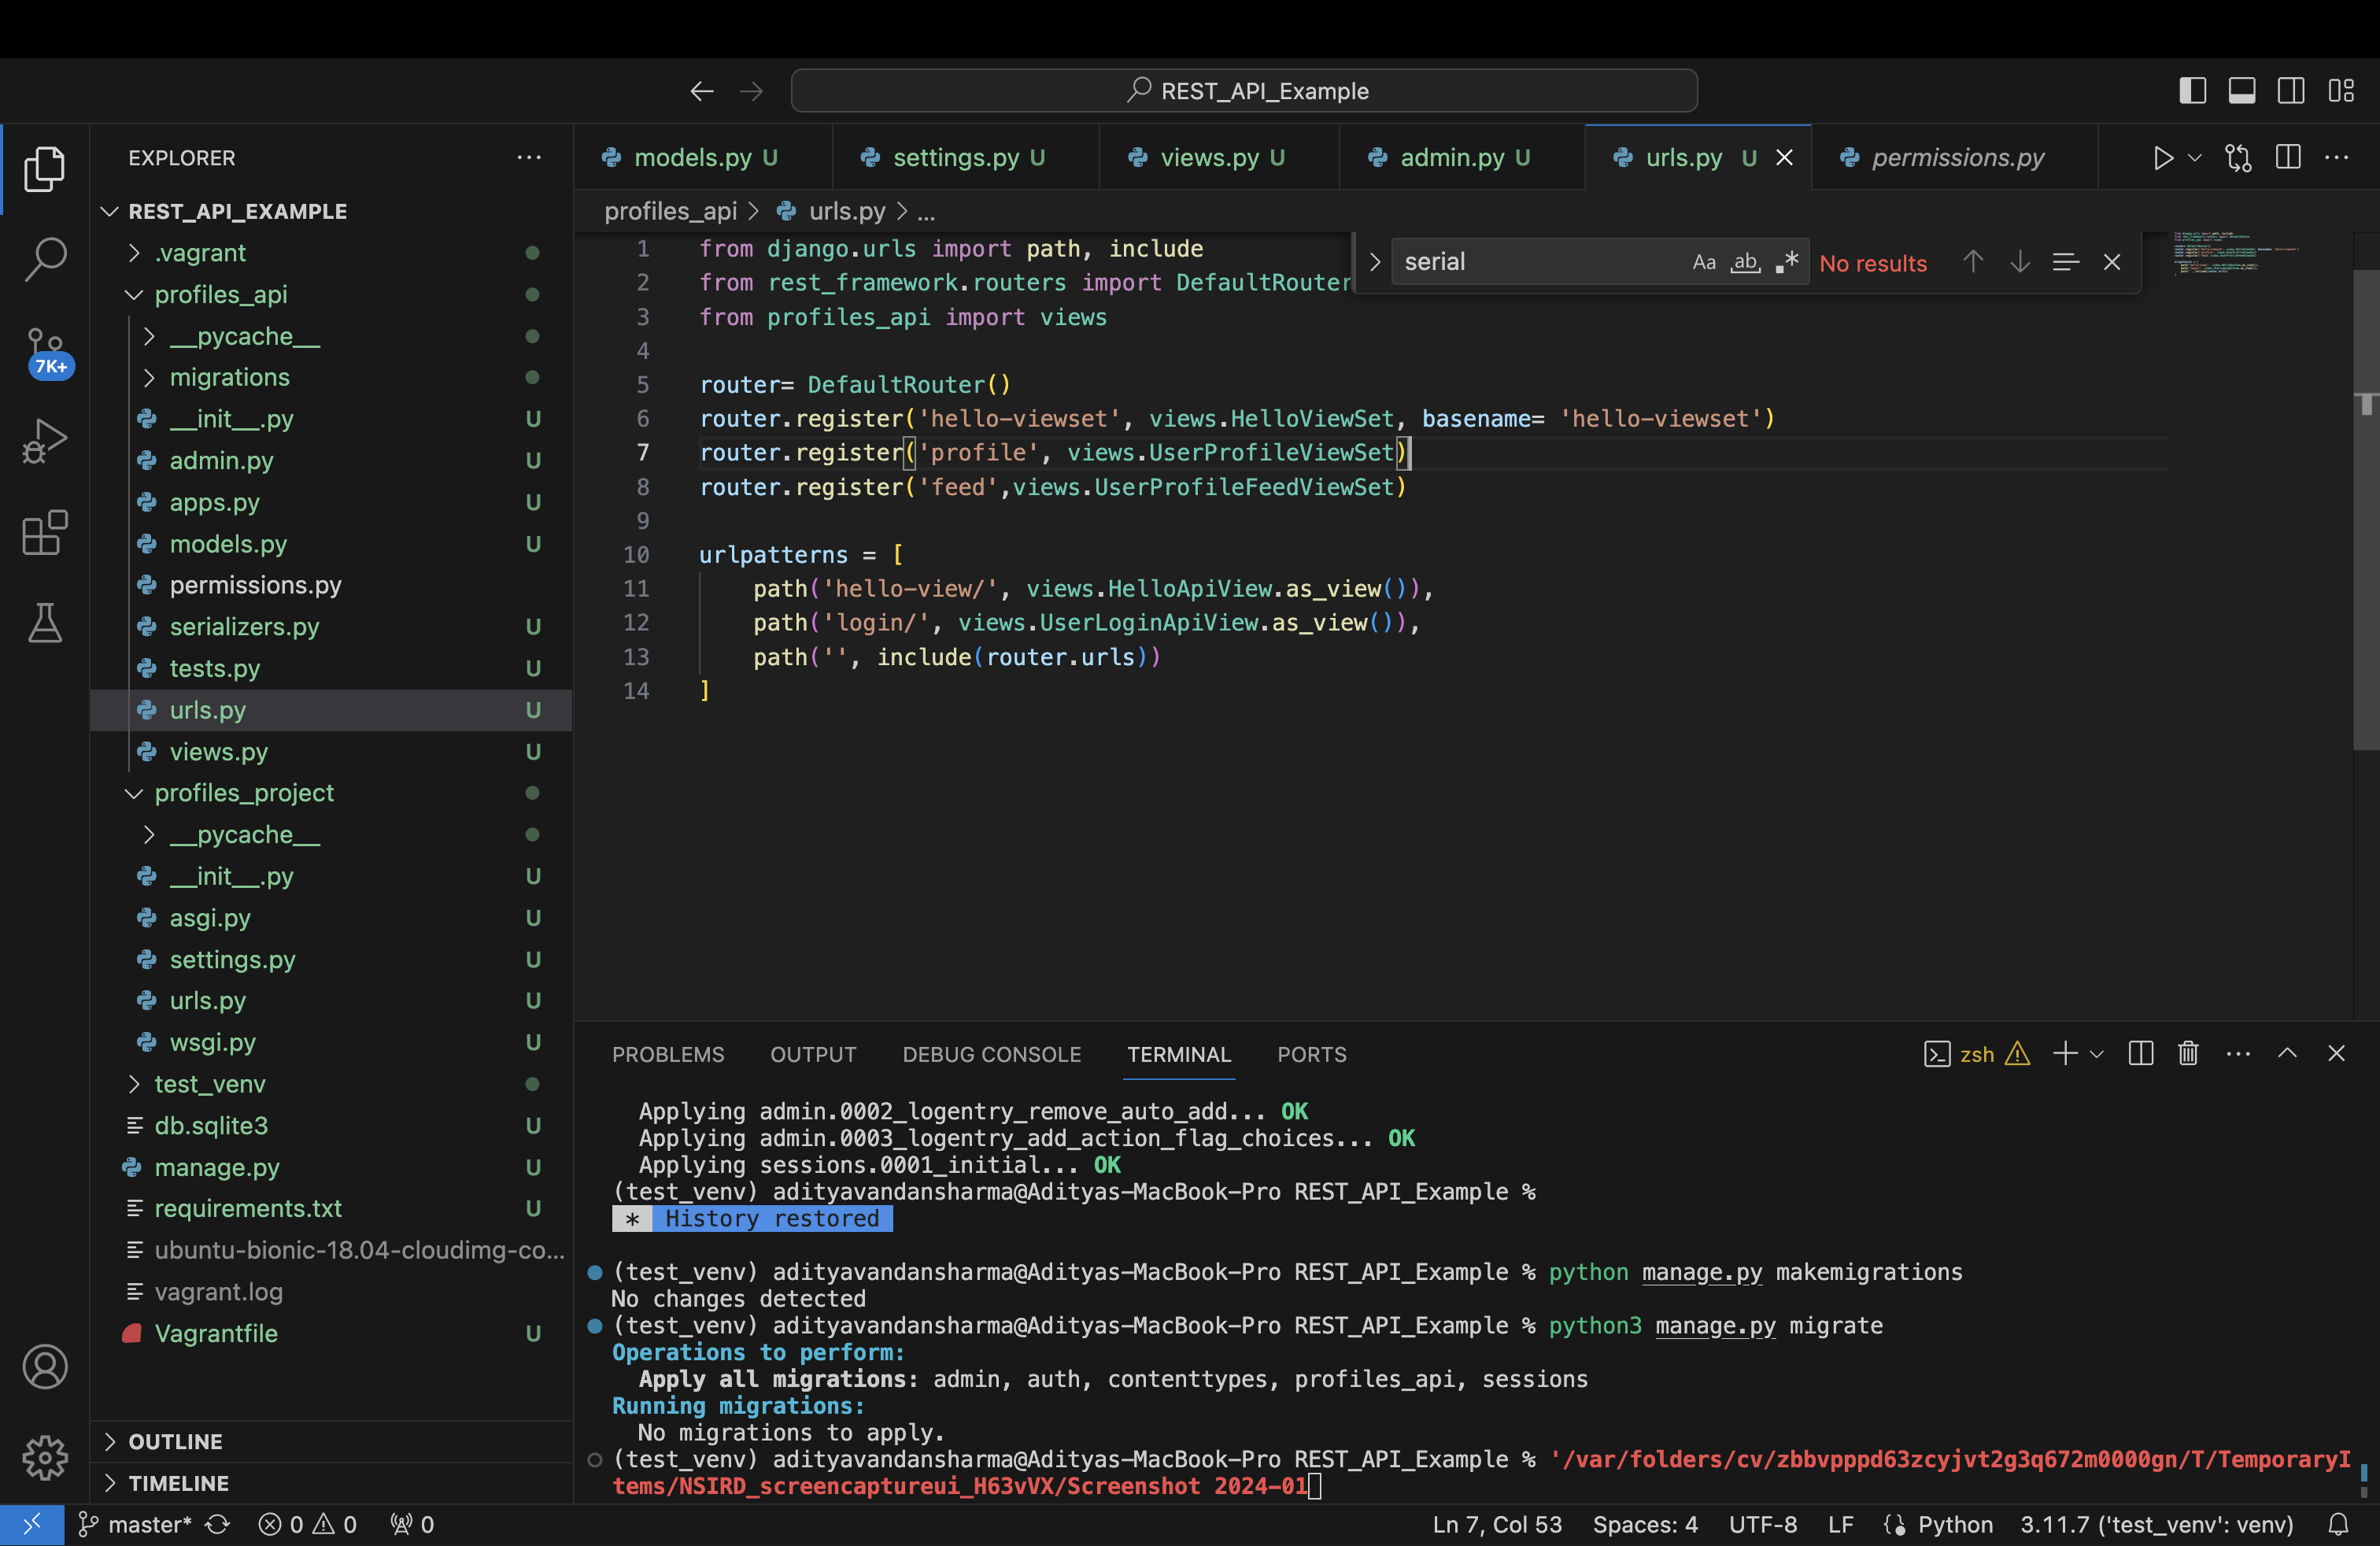 REST_API_Example
EXPLORER
REST_API_EXAMPLE
.vagrant
profiles_api
__pycache__
migrations
__init__.py U
admin.py U
apps.py U
models.py U
permissions.py
serializers.py U
tests.py U
urls.py U
views.py U
profiles_project
__pycache__
__init__.py U
asgi.py U
settings.py U
urls.py U
wsgi.py U
test_venv
db.sqlite3 U
manage.py U
requirements.txt U
ubuntu-bionic-18.04-cloudimg-co...
vagrant.log
Vagrantfile U
OUTLINE
TIMELINE
7K+
models.py U settings.py U views.py U admin.py U urls.py U permissions.py
profiles_api > urls.py > ...
serial Aa ab .* No results
1 from django.urls import path, include
2 from rest_framework.routers import DefaultRouter
3 from profiles_api import views
4
5 router= DefaultRouter()
6 router.register('hello-viewset', views.HelloViewSet, basename= 'hello-viewset')
7 router.register('profile', views.UserProfileViewSet)
8 router.register('feed',views.UserProfileFeedViewSet)
9
10 urlpatterns = [
11 path('hello-view/', views.HelloApiView.as_view()),
12 path('login/', views.UserLoginApiView.as_view()),
13 path('', include(router.urls))
14 ]
PROBLEMS OUTPUT DEBUG CONSOLE TERMINAL PORTS
zsh
Applying admin.0002_logentry_remove_auto_add... OK
Applying admin.0003_logentry_add_action_flag_choices... OK
Applying sessions.0001_initial... OK
(test_venv) adityavandansharma@Adityas-MacBook-Pro REST_API_Example %
* History restored
(test_venv) adityavandansharma@Adityas-MacBook-Pro REST_API_Example % python manage.py makemigrations
No changes detected
(test_venv) adityavandansharma@Adityas-MacBook-Pro REST_API_Example % python3 manage.py migrate
Operations to perform:
Apply all migrations: admin, auth, contenttypes, profiles_api, sessions
Running migrations:
No migrations to apply.
(test_venv) adityavandansharma@Adityas-MacBook-Pro REST_API_Example % '/var/folders/cv/zbbvpppd63zcyjvt2g3q672m0000gn/T/TemporaryI
tems/NSIRD_screencaptureui_H63vVX/Screenshot 2024-01
master* 0 0 0 Ln 7, Col 53 Spaces: 4 UTF-8 LF Python 3.11.7 ('test_venv': venv)